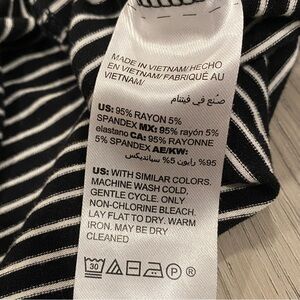 MADE IN VIETNAM/ HECHO
EN VIETNAM/ FABRIQUÉ AU
VIETNAM/
صنع في فيتنام
US: 95% RAYON 5%
SPANDEX MX: 95% rayón 5%
elastano CA: 95% RAYONNE
5% SPANDEX AE/KW:
95% رايون 5% سباندیکس
US: WITH SIMILAR COLORS.
MACHINE WASH COLD.
GENTLE CYCLE. ONLY
NON-CHLORINE BLEACH.
LAY FLAT TO DRY. WARM
IRON. MAY BE DRY
CLEANED
30
P